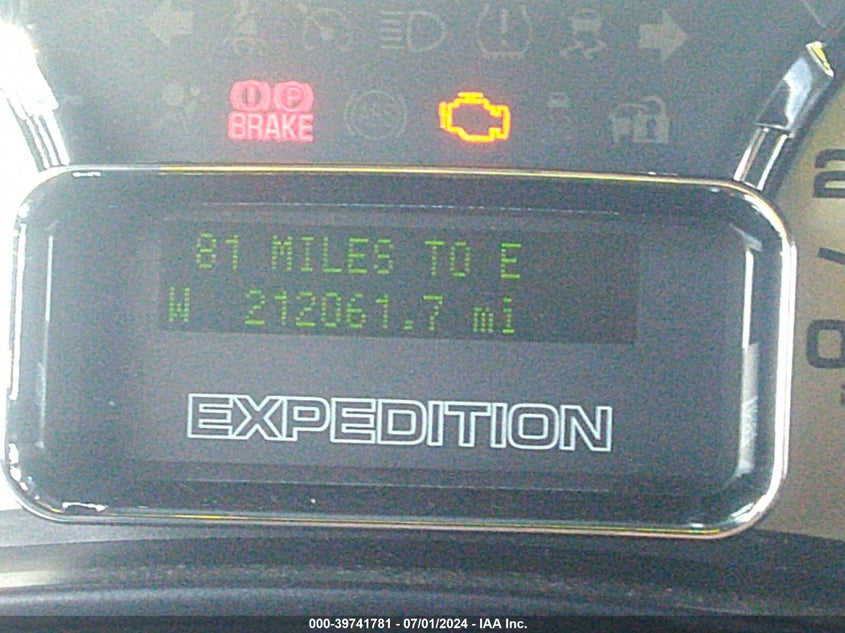 BRAKE
81 MILES TO E
W 212061.7 mi
EXPEDITION
000-39741781 - 07/01/2024 - IAA Inc.